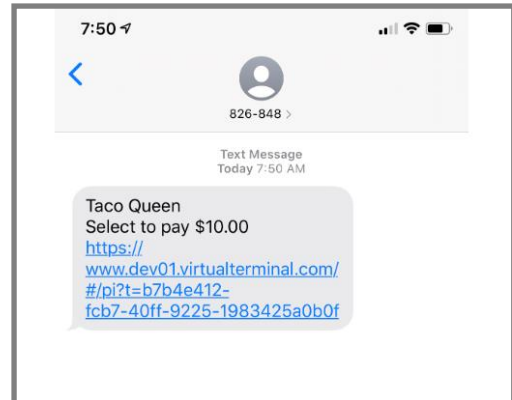 7:50
826-848 >
Text Message
Today 7:50 AM
Taco Queen
Select to pay $10.00
https://
www.dev01.virtualterminal.com/
#/pi?t=b7b4e412-
fcb7-40ff-9225-1983425a0b0f